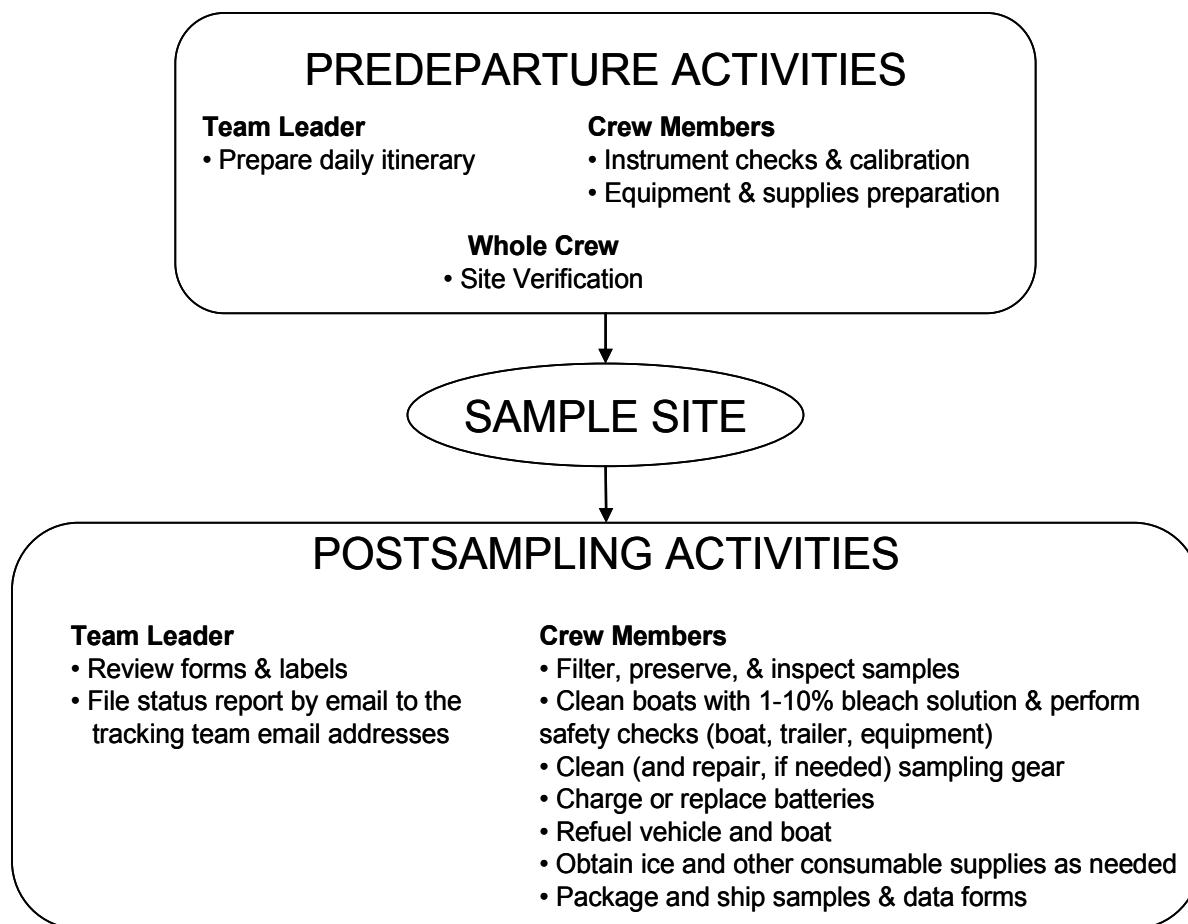 PREDEPARTURE ACTIVITIES
Team Leader
• Prepare daily itinerary
Crew Members
• Instrument checks & calibration
• Equipment & supplies preparation
Whole Crew
• Site Verification
SAMPLE SITE
POSTSAMPLING ACTIVITIES
Team Leader
• Review forms & labels
• File status report by email to the
tracking team email addresses
Crew Members
• Filter, preserve, & inspect samples
• Clean boats with 1-10% bleach solution & perform
safety checks (boat, trailer, equipment)
• Clean (and repair, if needed) sampling gear
• Charge or replace batteries
• Refuel vehicle and boat
• Obtain ice and other consumable supplies as needed
• Package and ship samples & data forms